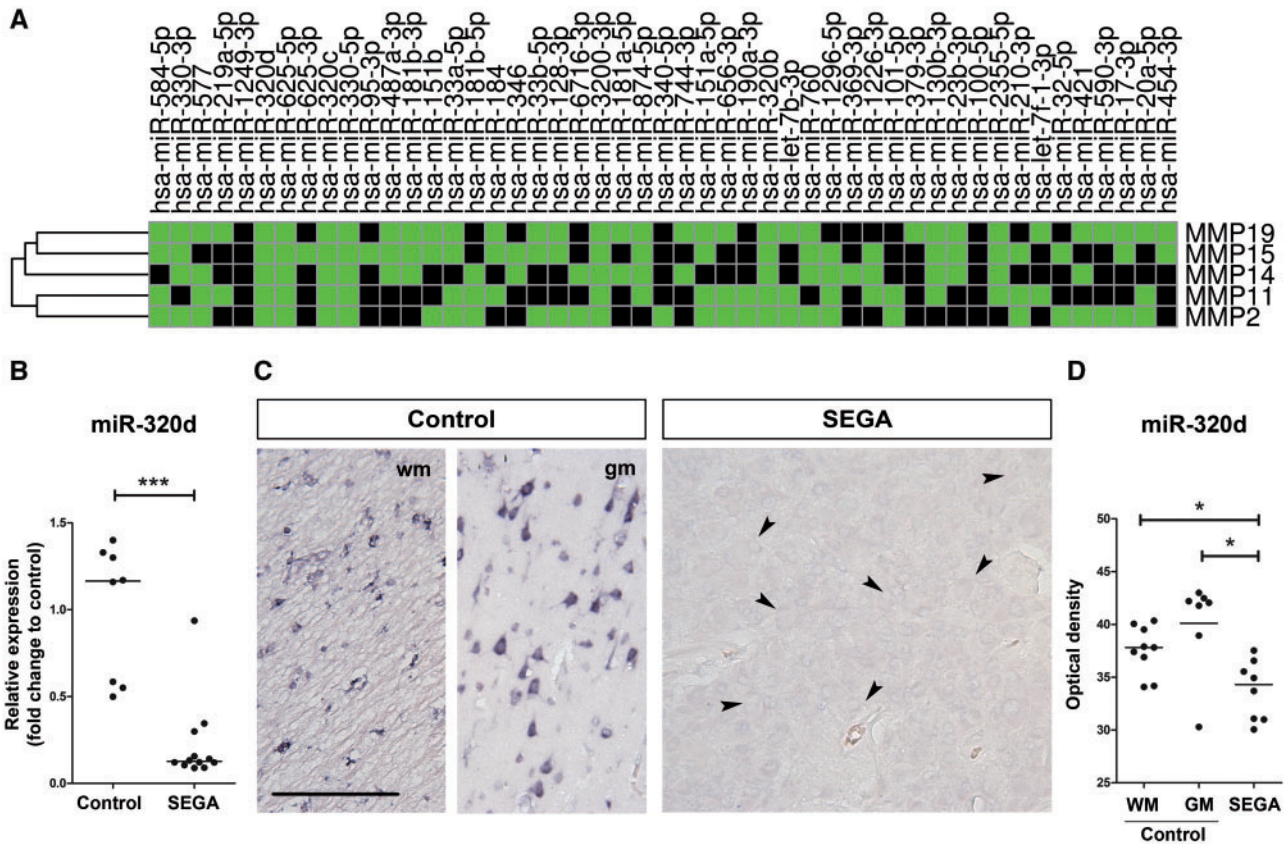 A
hsa-miR-584-5p
hsa-miR-330-3p
hsa-miR-577
hsa-miR-219a-5p
hsa-miR-1249-3p
hsa-miR-320d
hsa-miR-625-5p
hsa-miR-625-3p
hsa-miR-320c
hsa-miR-330-5p
hsa-miR-95-3p
hsa-miR-487a-3p
hsa-miR-181b-3p
hsa-miR-151b
hsa-miR-33a-5p
hsa-miR-181b-5p
hsa-miR-184
hsa-miR-346
hsa-miR-33b-5p
hsa-miR-128-3p
hsa-miR-6716-3p
hsa-miR-3200-3p
hsa-miR-181a-5p
hsa-miR-874-5p
hsa-miR-340-3p
hsa-miR-744-3p
hsa-miR-151a-5p
hsa-miR-656-3p
hsa-miR-190a-3p
hsa-miR-320b
hsa-let-7b-3p
hsa-miR-760
hsa-miR-1296-5p
hsa-miR-369-3p
hsa-miR-1226-3p
hsa-miR-101-5p
hsa-miR-379-3p
hsa-miR-130b-3p
hsa-miR-23b-3p
hsa-miR-100-5p
hsa-miR-2355-5p
hsa-miR-210-3p
hsa-let-7f-1-3p
hsa-miR-32-5p
hsa-miR-421
hsa-miR-590-3p
hsa-miR-17-3p
hsa-miR-20a-5p
hsa-miR-454-3p
MMP19
MMP15
MMP14
MMP11
MMP2
B
miR-320d
***
Relative expression
(fold change to control)
1.5
1.0
0.5
0.0
Control SEGA
C
Control
wm
gm
SEGA
D
miR-320d
*
*
Optical density
50
45
40
35
30
25
WM GM SEGA
Control